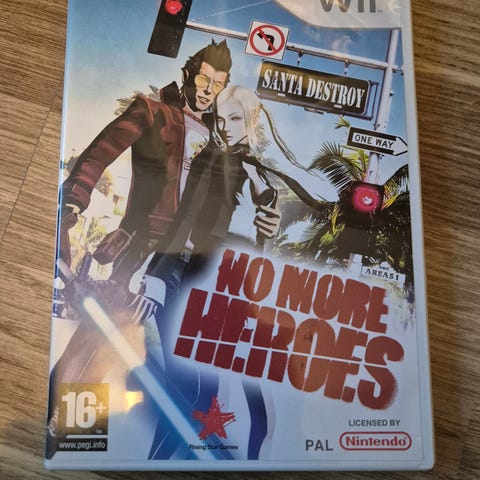 Wii
SANTA DESTROY
ONE WAY
AREA51
NO MORE
HEROES
16+
www.pegi.info
Rising Star Games
LICENSED BY
PAL
Nintendo